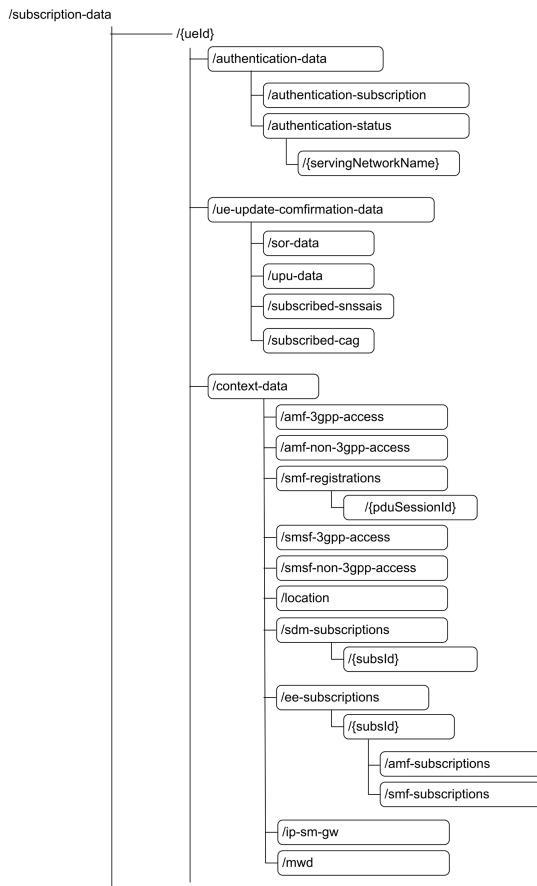 /subscription-data
/{ueId}
/authentication-data
/authentication-subscription
/authentication-status
/{servingNetworkName}
/ue-update-comfirmation-data
/sor-data
/upu-data
/subscribed-snssais
/subscribed-cag
/context-data
/amf-3gpp-access
/amf-non-3gpp-access
/smf-registrations
/{pduSessionId}
/smsf-3gpp-access
/smsf-non-3gpp-access
/location
/sdm-subscriptions
/{subsId}
/ee-subscriptions
/{subsId}
/amf-subscriptions
/smf-subscriptions
/ip-sm-gw
/mwd